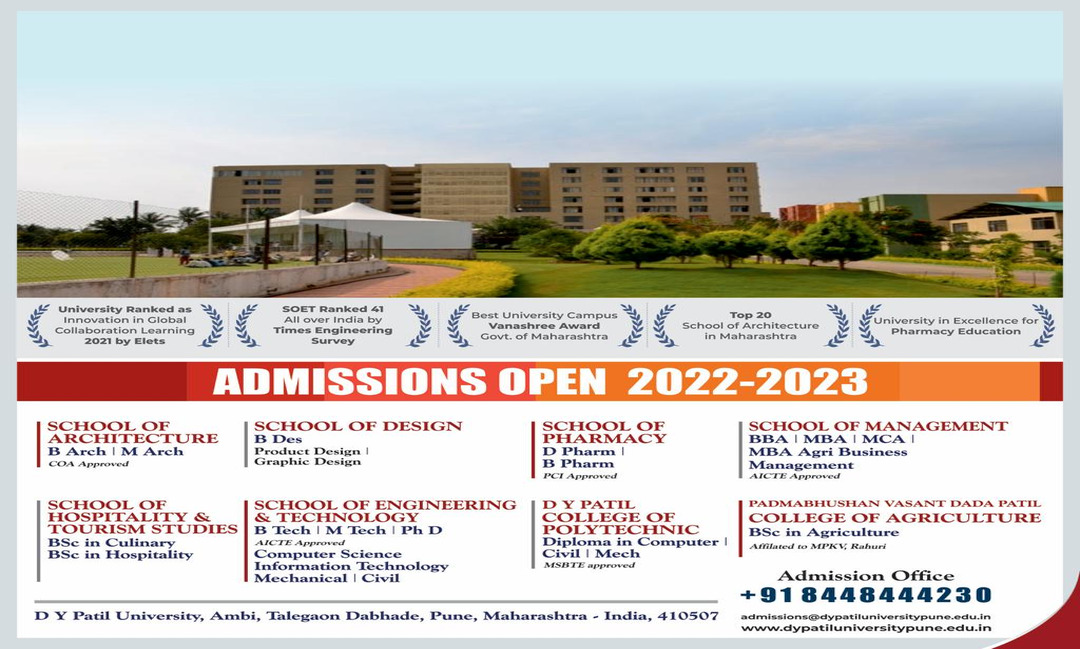 University Ranked as
Innovation in Global
Collaboration Learning
2021 by Elets
SOET Ranked 41
All over India by
Times Engineering
Survey
Best University Campus
Vanashree Award
Govt. of Maharashtra
Top 20
School of Architecture
in Maharashtra
University in Excellence for
Pharmacy Education
ADMISSIONS OPEN 2022-2023
SCHOOL OF
ARCHITECTURE
B Arch | M Arch
COA Approved
SCHOOL OF DESIGN
B Des
Product Design |
Graphic Design
SCHOOL OF
PHARMACY
D Pharm |
B Pharm
PCI Approved
SCHOOL OF MANAGEMENT
BBA | MBA | MCA |
MBA Agri Business
Management
AICTE Approved
SCHOOL OF
HOSPITALITY &
TOURISM STUDIES
BSc in Culinary
BSc in Hospitality
SCHOOL OF ENGINEERING
& TECHNOLOGY
B Tech | M Tech | Ph D
AICTE Approved
Computer Science
Information Technology
Mechanical | Civil
D Y PATIL
COLLEGE OF
POLYTECHNIC
Diploma in Computer |
Civil | Mech
MSBTE approved
PADMABHUSHAN VASANT DADA PATIL
COLLEGE OF AGRICULTURE
BSc in Agriculture
Affilated to MPKV, Rahuri
D Y Patil University, Ambi, Talegaon Dabhade, Pune, Maharashtra - India, 410507
Admission Office
+91 8448444230
admissions@dypatiluniversitypune.edu.in
www.dypatiluniversitypune.edu.in